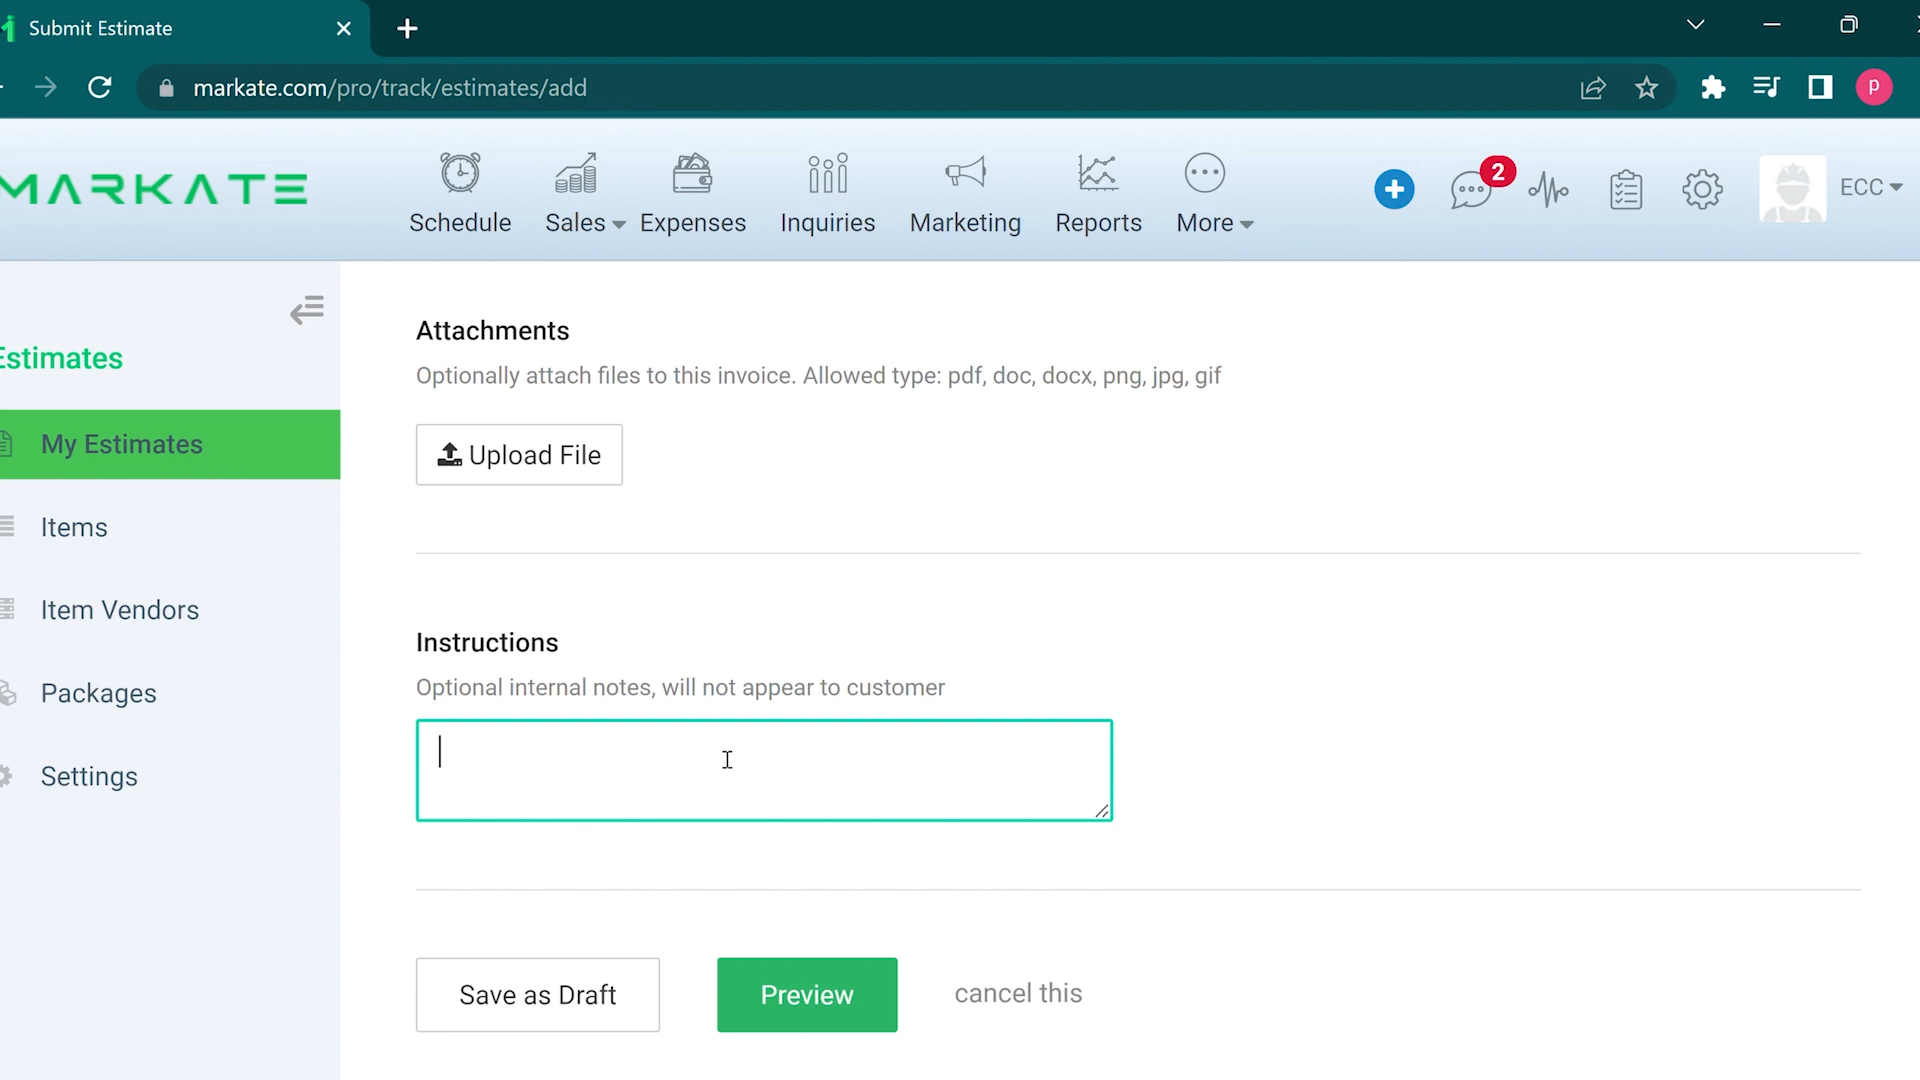 Submit Estimate
markate.com/pro/track/estimates/add
P
MARKATE
Schedule
Sales
Expenses
Inquiries
Marketing
Reports
More
2
ECC
Estimates
My Estimates
Items
Item Vendors
Packages
Settings
Attachments
Optionally attach files to this invoice. Allowed type: pdf, doc, docx, png, jpg, gif
Upload File
Instructions
Optional internal notes, will not appear to customer
Save as Draft
Preview
cancel this